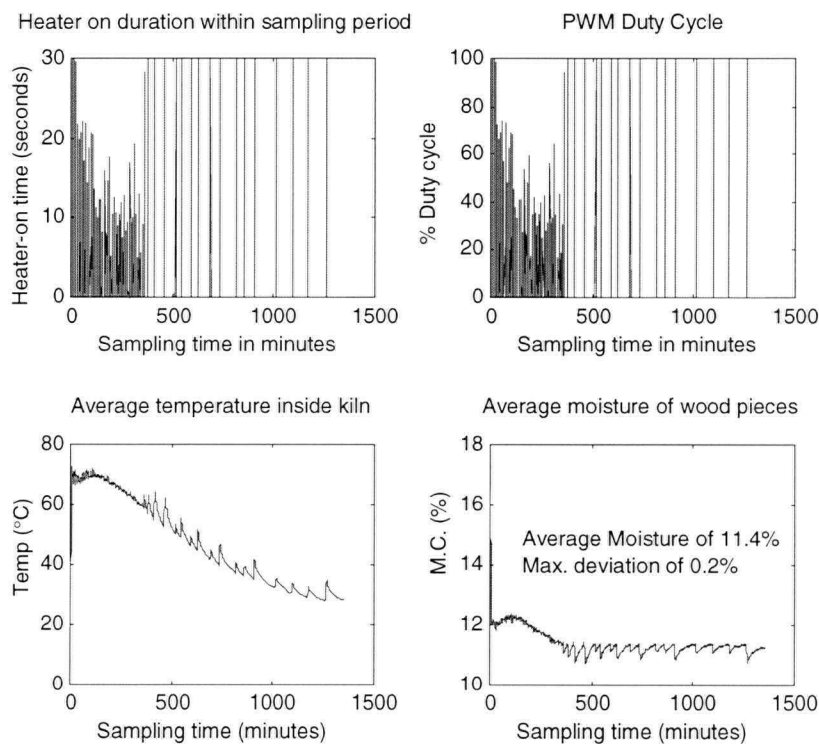 Heater on duration within sampling period
Heater-on time (seconds)
30
20
10
0
0
500
1000
1500
Sampling time in minutes
PWM Duty Cycle
% Duty cycle
100
80
60
40
20
0
0
500
1000
1500
Sampling time in minutes
Average temperature inside kiln
Temp (°C)
80
60
40
20
0
0
500
1000
1500
Sampling time (minutes)
Average moisture of wood pieces
M.C. (%)
18
16
14
12
10
Average Moisture of 11.4%
Max. deviation of 0.2%
0
500
1000
1500
Sampling time (minutes)